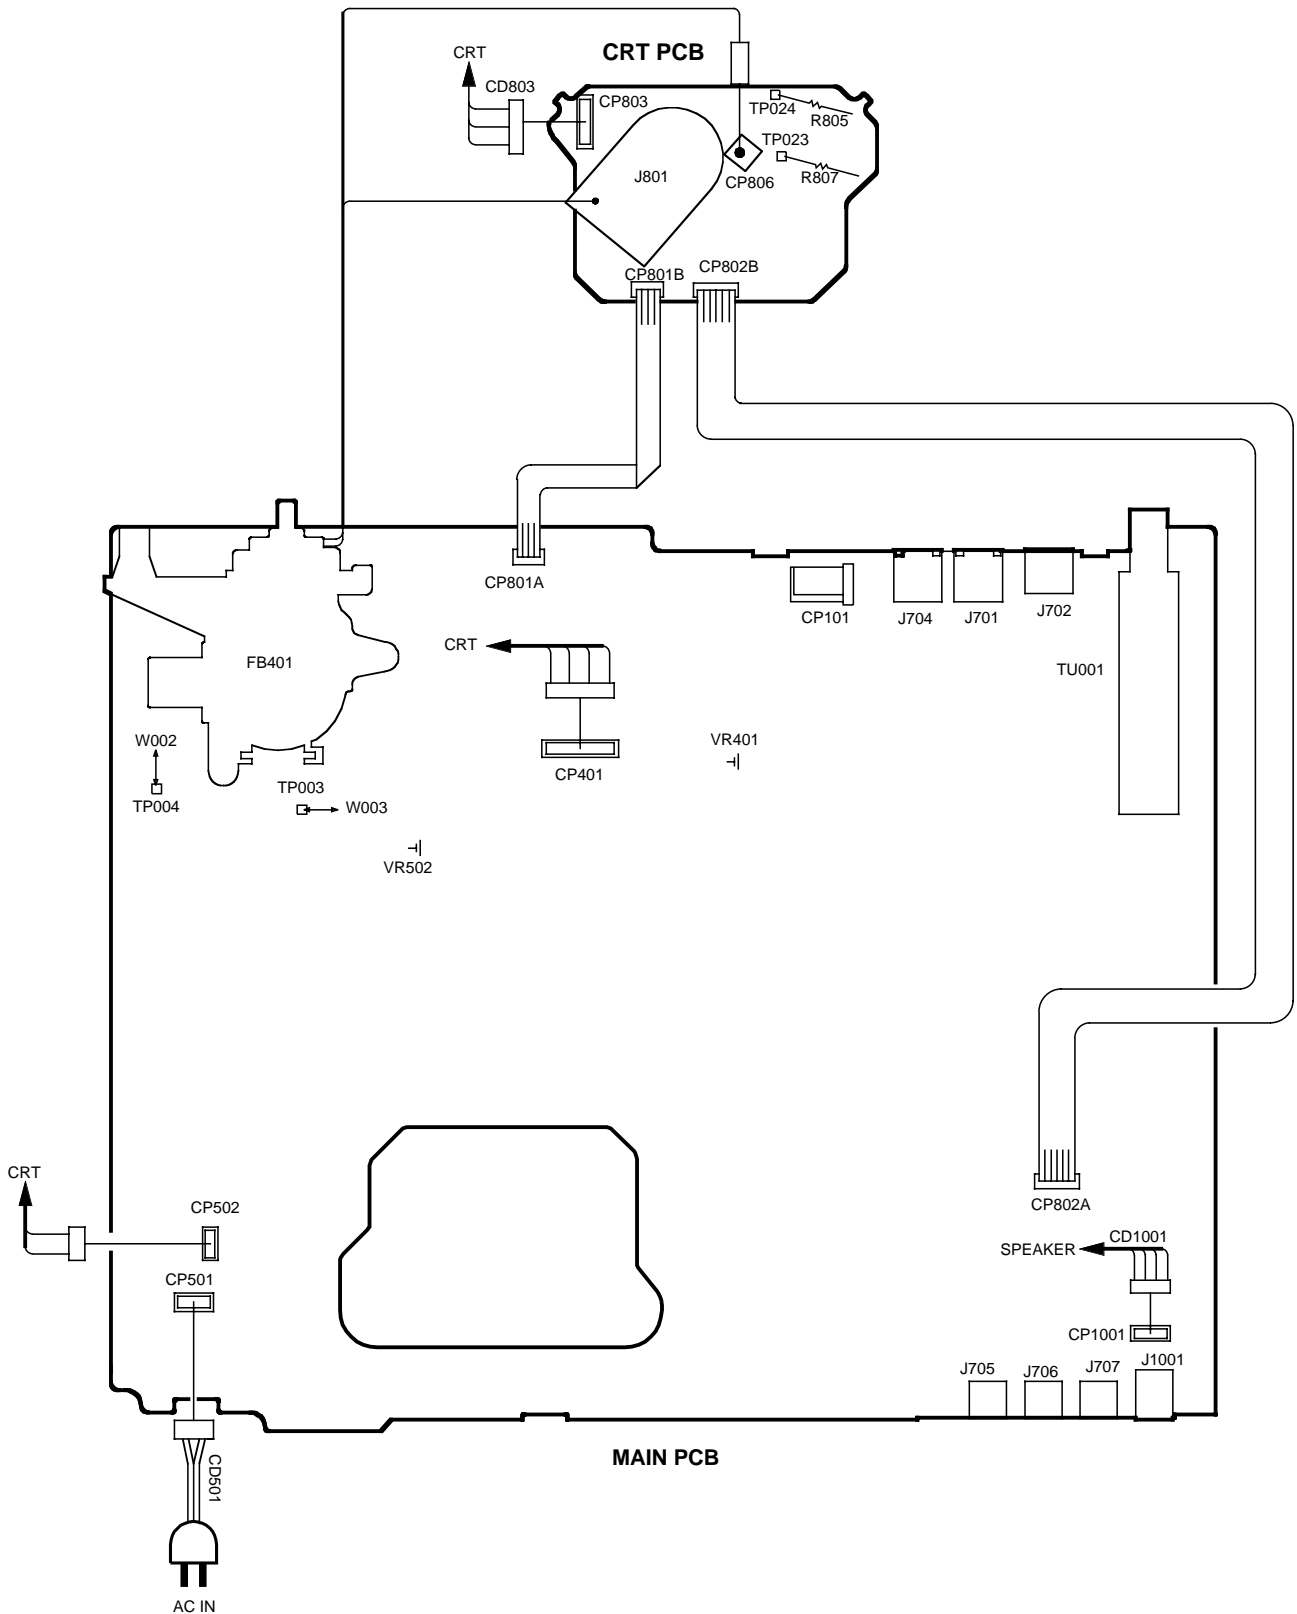 CRT PCB
CRT
CD803
CP803
TP024
R805
TP023
R807
J801
CP806
CP801B
CP802B
CP801A
CP101
J704
J701
J702
CRT
FB401
TU001
W002
VR401
CP401
TP003
TP004
W003
VR502
CRT
CP502
CP802A
CD1001
SPEAKER
CP501
CP1001
J705
J706
J707
J1001
MAIN PCB
CD501
AC IN